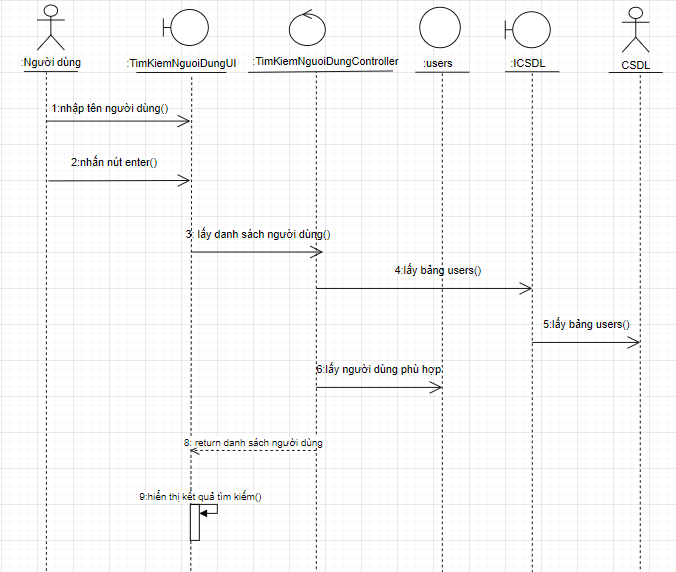 :Người dùng
:TimKiemNguoiDungUI
:TimKiemNguoiDungController
:users
:ICSDL
CSDL
1:nhập tên người dùng()
2:nhấn nút enter()
3: lấy danh sách người dùng()
4:lấy bảng users()
5:lấy bảng users()
6:lấy người dùng phù hợp
8: return danh sách người dùng
9:hiển thị kết quả tìm kiếm()